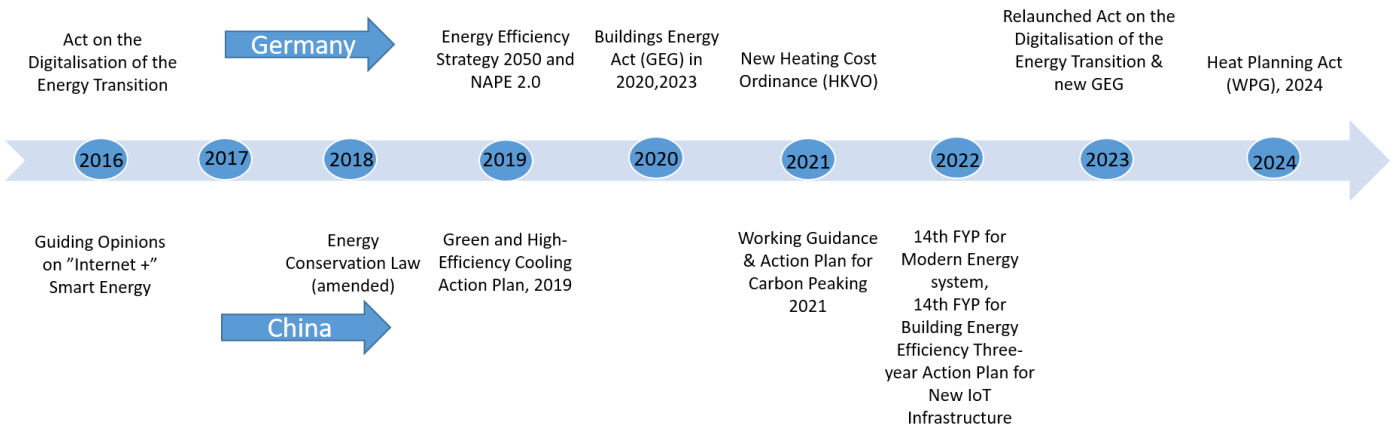 Act on the
Digitalisation of the
Energy Transition
Germany
Energy Efficiency
Strategy 2050 and
NAPE 2.0
Buildings Energy
Act (GEG) in
2020,2023
New Heating Cost
Ordinance (HKVO)
Relaunched Act on the
Digitalisation of the
Energy Transition &
new GEG
Heat Planning Act
(WPG), 2024
2016
2017
2018
2019
2020
2021
2022
2023
2024
Guiding Opinions
on ”Internet +”
Smart Energy
Energy
Conservation Law
(amended)
China
Green and High-
Efficiency Cooling
Action Plan, 2019
Working Guidance
& Action Plan for
Carbon Peaking
2021
14th FYP for
Modern Energy
system,
14th FYP for
Building Energy
Efficiency Three-
year Action Plan for
New IoT
Infrastructure